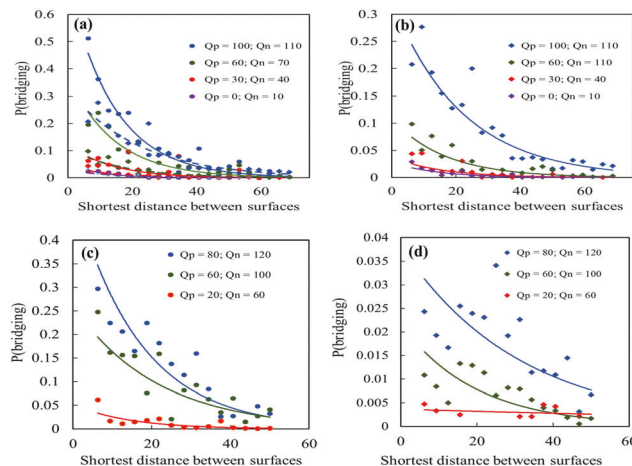 (a)
0.6
0.5
0.4
0.3
0.2
0.1
0
P(bridging)
Qp = 100; Qn = 110
Qp = 60; Qn = 70
Qp = 30; Qn = 40
Qp = 0; Qn = 10
0 20 40 60 80
Shortest distance between surfaces
(b)
0.3
0.2
0.1
0
P(bridging)
Qp = 100; Qn = 110
Qp = 60; Qn = 110
Qp = 30; Qn = 40
Qp = 0; Qn = 10
0 20 40 60 80
Shortest distance between surfaces
(c)
0.4
0.35
0.3
0.25
0.2
0.15
0.1
0.05
0
P(bridging)
Qp = 80; Qn = 120
Qp = 60; Qn = 100
Qp = 20; Qn = 60
0 20 40 60
Shortest distance between surfaces
(d)
0.04
0.035
0.03
0.025
0.02
0.015
0.01
0.005
0
P(bridging)
Qp = 80; Qn = 120
Qp = 60; Qn = 100
Qp = 20; Qn = 60
0 20 40 60
Shortest distance between surfaces